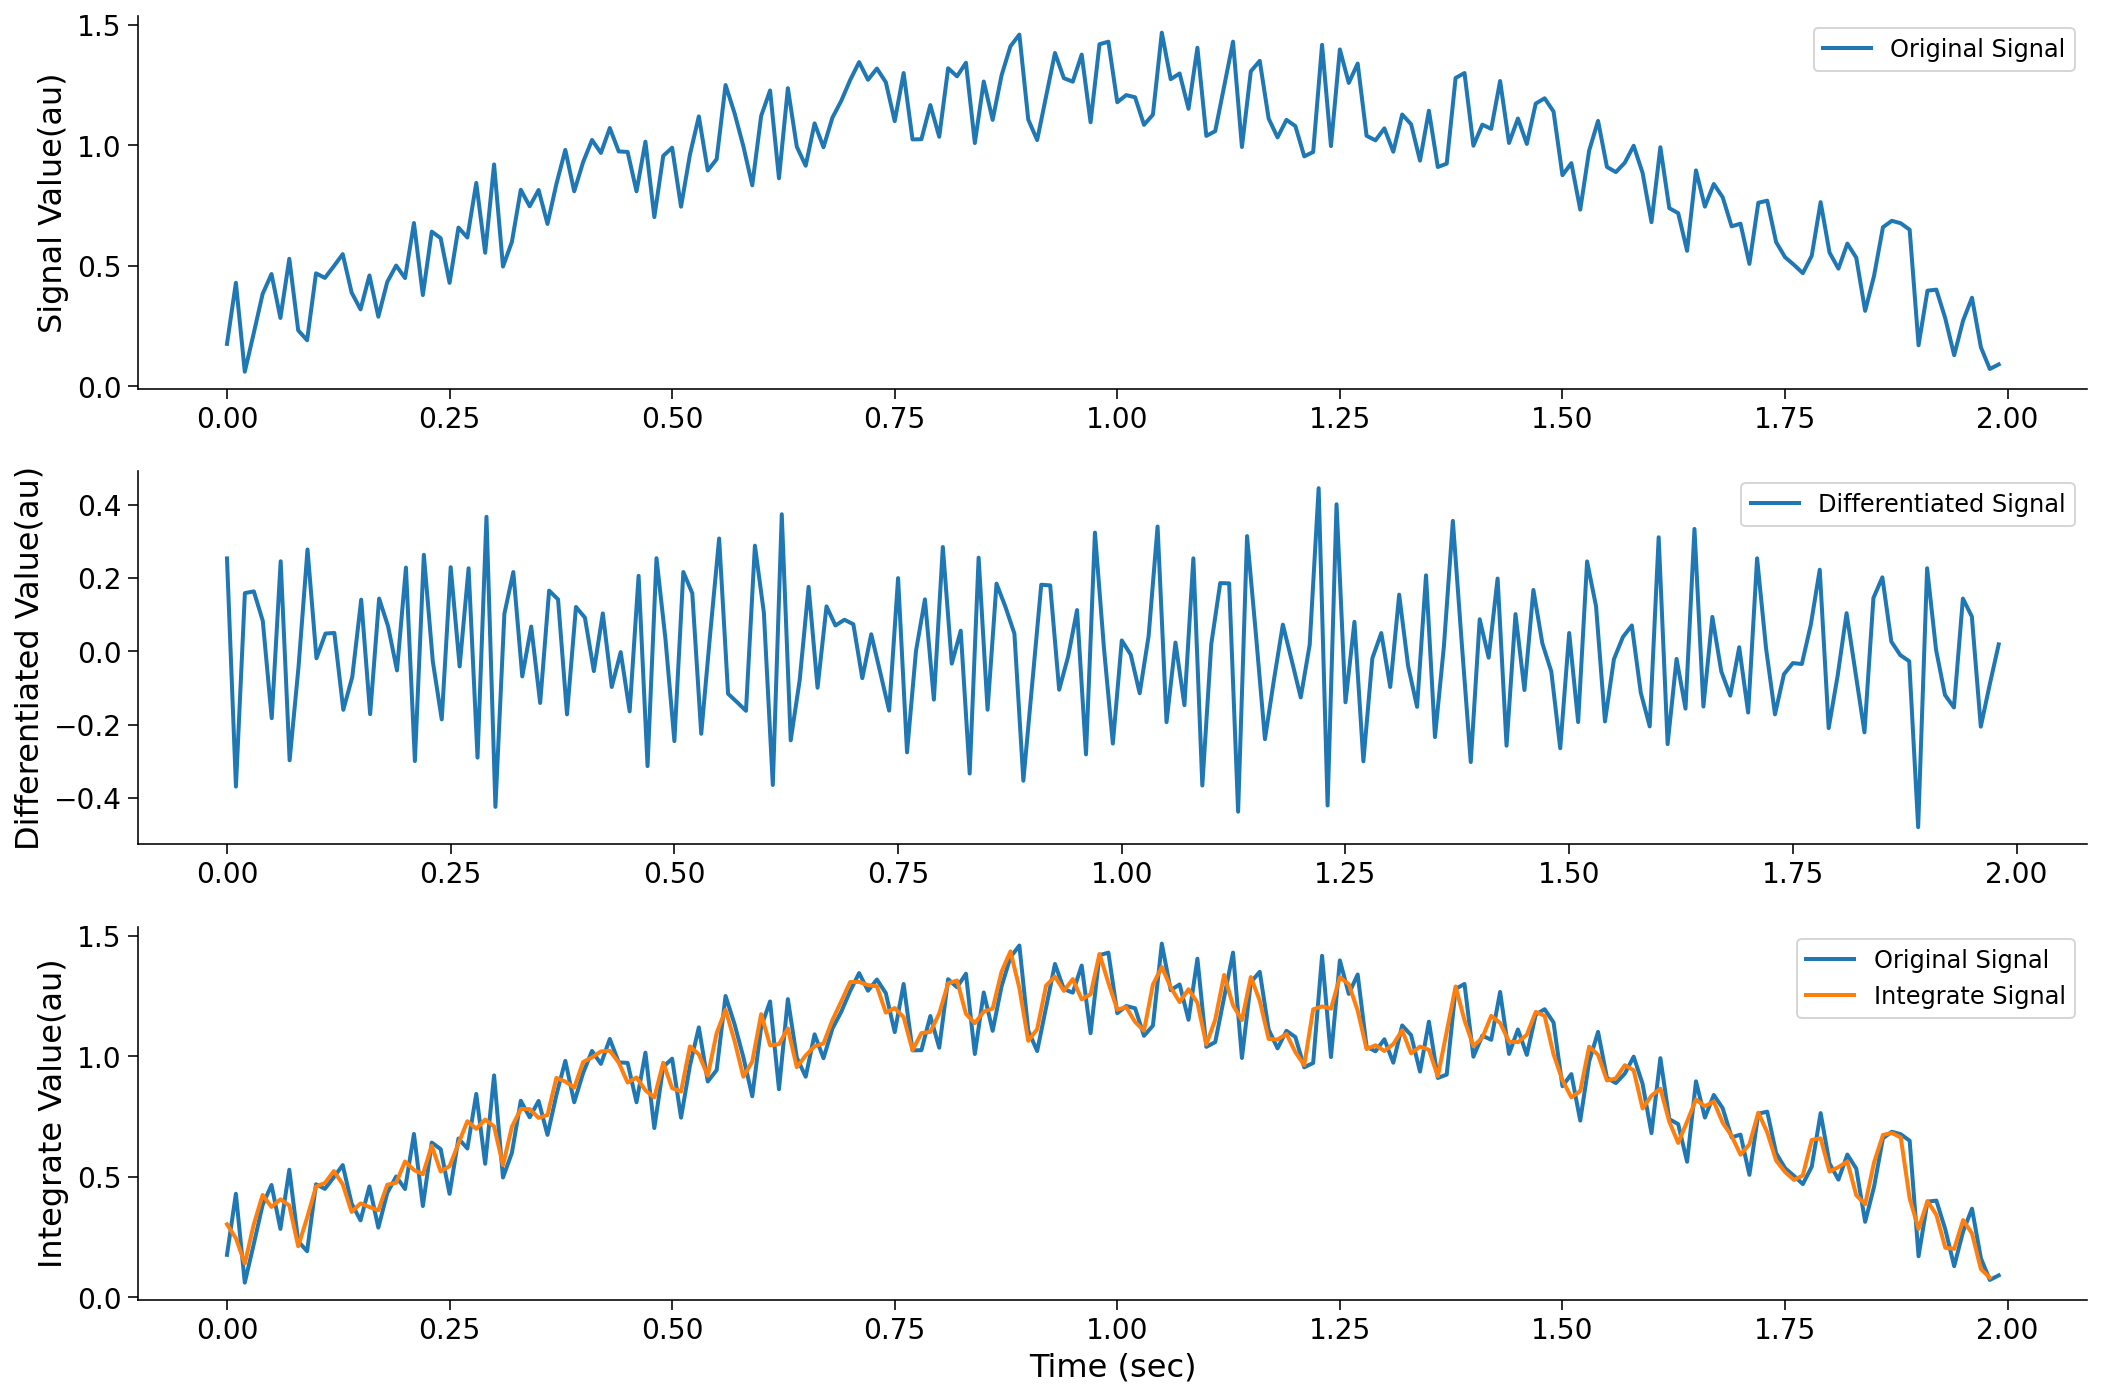 Signal Value(au)
1.5
1.0
0.5
0.0
Original Signal
0.00 0.25 0.50 0.75 1.00 1.25 1.50 1.75 2.00
Differentiated Value(au)
0.4
0.2
0.0
−0.2
−0.4
Differentiated Signal
0.00 0.25 0.50 0.75 1.00 1.25 1.50 1.75 2.00
Integrate Value(au)
1.5
1.0
0.5
0.0
Original Signal
Integrate Signal
0.00 0.25 0.50 0.75 1.00 1.25 1.50 1.75 2.00
Time (sec)